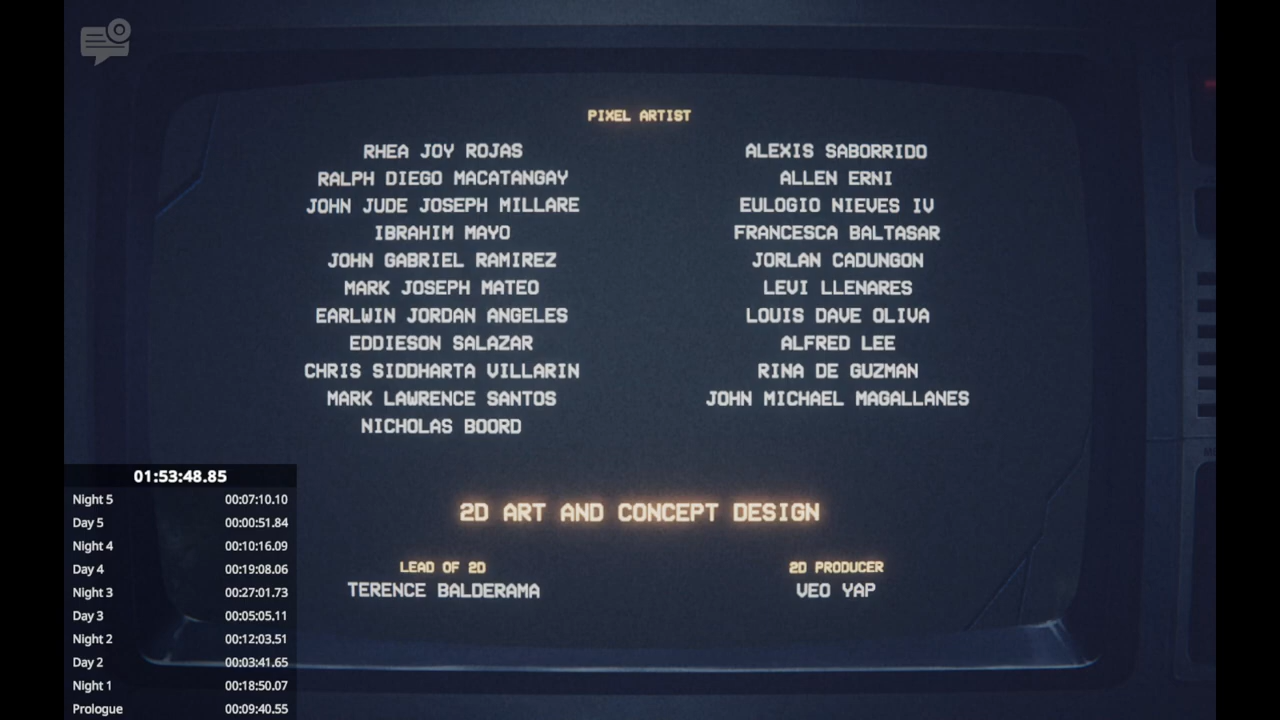 PIXEL ARTIST
RHEA JOY ROJAS
RALPH DIEGO MACATANGAY
JOHN JUDE JOSEPH MILLARE
IBRAHIM MAYO
JOHN GABRIEL RAMIREZ
MARK JOSEPH MATEO
EARLWIN JORDAN ANGELES
EDDIESON SALAZAR
CHRIS SIDDHARTA VILLARIN
MARK LAWRENCE SANTOS
NICHOLAS BOORD
ALEXIS SABORRIDO
ALLEN ERNI
EULOGIO NIEVES IV
FRANCESCA BALTASAR
JORLAN CADUNGON
LEVI LLENARES
LOUIS DAVE OLIVA
ALFRED LEE
RINA DE GUZMAN
JOHN MICHAEL MAGALLANES
2D ART AND CONCEPT DESIGN
LEAD OF 2D
TERENCE BALDERAMA
2D PRODUCER
VEO YAP
01:53:48.85
Night 5 00:07:10.10
Day 5 00:00:51.84
Night 4 00:10:16.09
Day 4 00:19:08.06
Night 3 00:27:01.73
Day 3 00:05:05.11
Night 2 00:12:03.51
Day 2 00:03:41.65
Night 1 00:18:50.07
Prologue 00:09:40.55